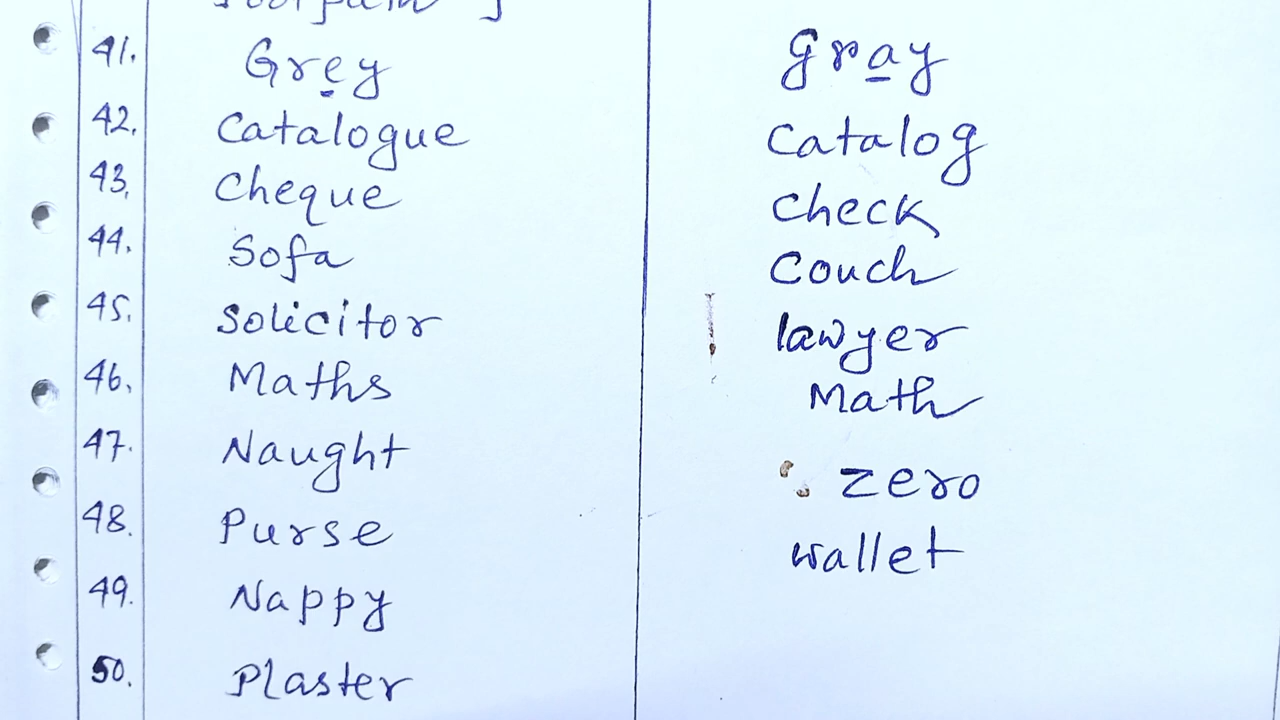 41. Grey gray
42. Catalogue Catalog
43. Cheque Check
44. Sofa Couch
45. Solicitor lawyer
46. Maths Math
47. Naught zero
48. Purse wallet
49. Nappy
50. Plaster